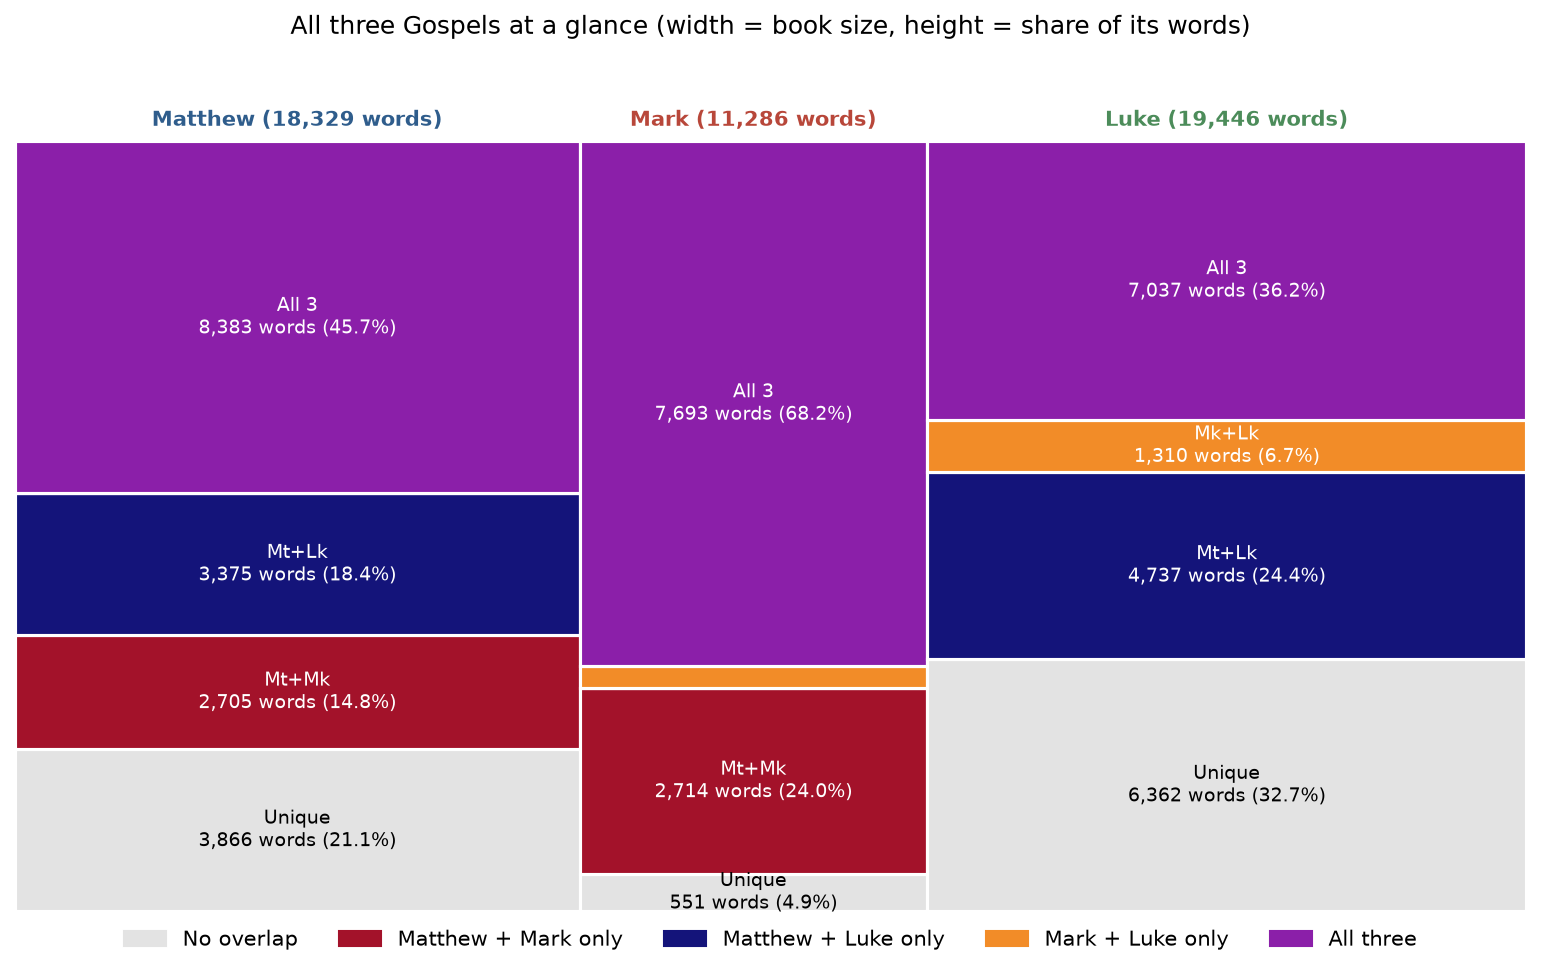 All three Gospels at a glance (width = book size, height = share of its words)
Matthew (18,329 words)
Mark (11,286 words)
Luke (19,446 words)
All 3
8,383 words (45.7%)
Mt+Lk
3,375 words (18.4%)
Mt+Mk
2,705 words (14.8%)
Unique
3,866 words (21.1%)
All 3
7,693 words (68.2%)
Mt+Mk
2,714 words (24.0%)
Unique
551 words (4.9%)
All 3
7,037 words (36.2%)
Mk+Lk
1,310 words (6.7%)
Mt+Lk
4,737 words (24.4%)
Unique
6,362 words (32.7%)
No overlap
Matthew + Mark only
Matthew + Luke only
Mark + Luke only
All three